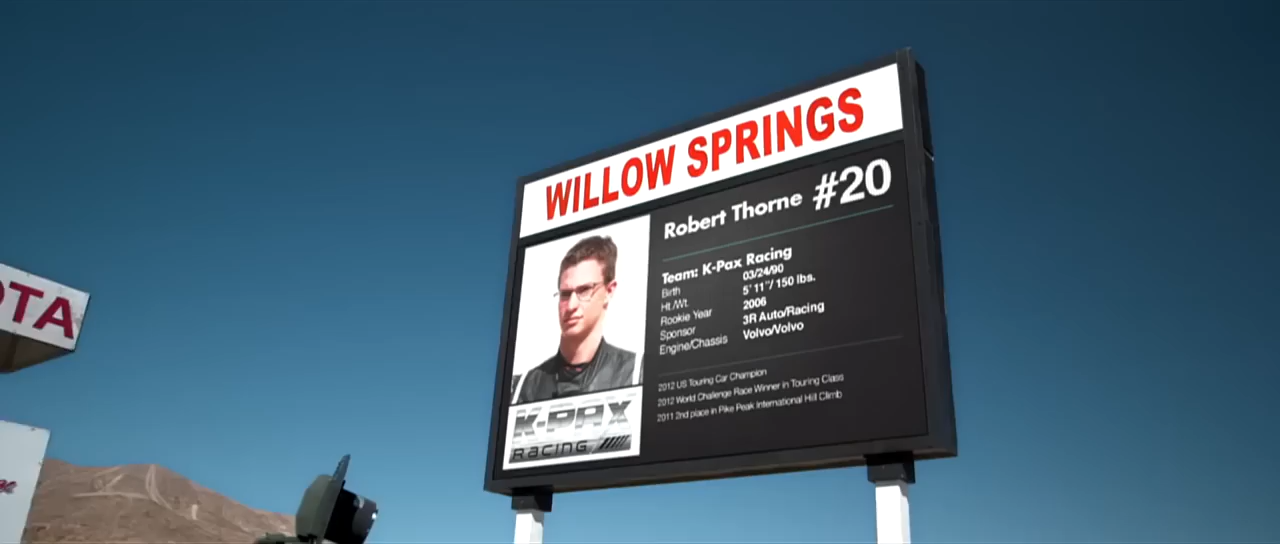 WILLOW SPRINGS
Robert Thorne #20
Team: K-Pax Racing
Birth 03/24/90
Ht./Wt. 5' 11"/ 150 lbs.
Rookie Year 2006
Sponsor 3R Auto/Racing
Engine/Chassis Volvo/Volvo
2012 US Touring Car Champion
2012 World Challenge Race Winner in Touring Class
2011 2nd place in Pike Peak International Hill Climb
K-PAX
RACING
OTA